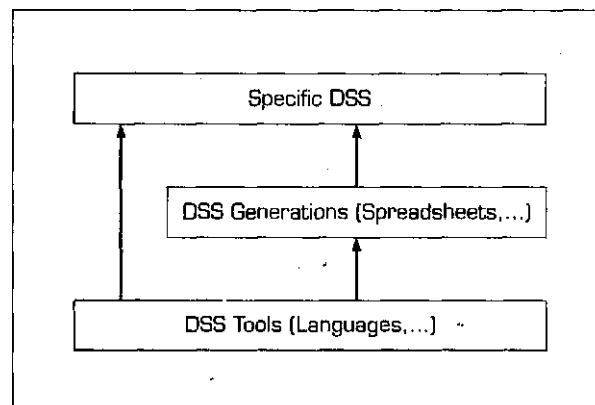 Specific DSS
DSS Generations (Spreadsheets,...)
DSS Tools (Languages,...)